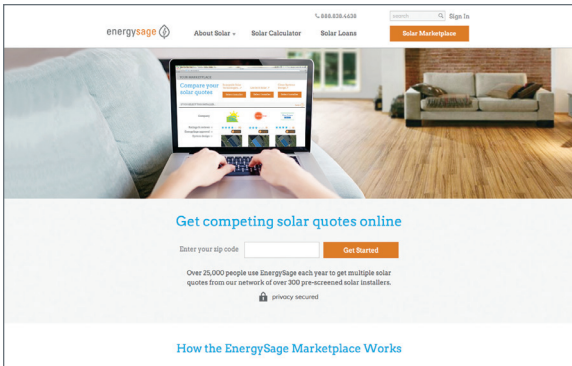 888.838.4638
search
Sign In
energysage
About Solar
Solar Calculator
Solar Loans
Solar Marketplace
Compare your
solar quotes
Get competing solar quotes online
Enter your zip code
Get Started
Over 25,000 people use EnergySage each year to get multiple solar
quotes from our network of over 300 pre-screened solar installers.
privacy secured
How the EnergySage Marketplace Works